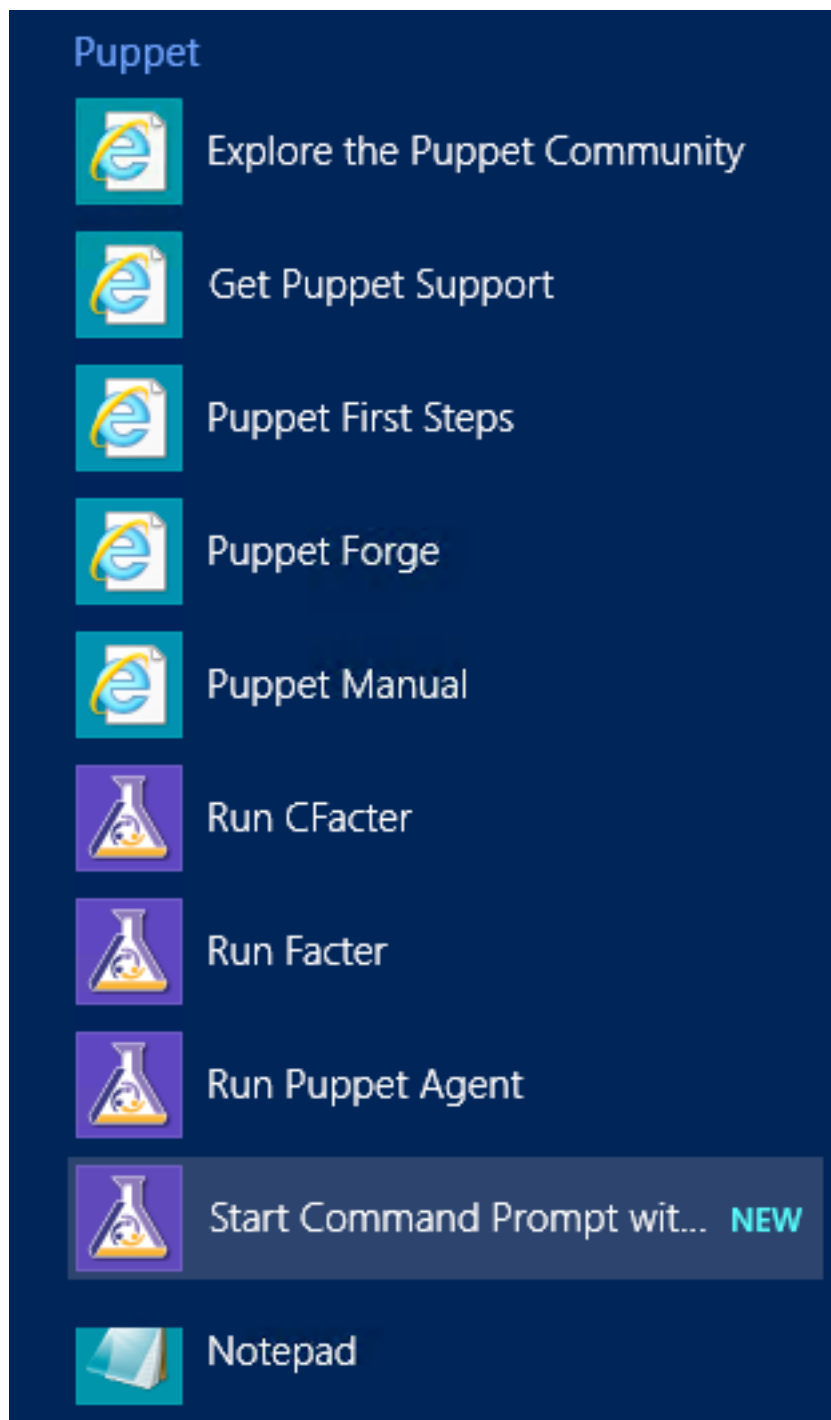 Puppet
Explore the Puppet Community
Get Puppet Support
Puppet First Steps
Puppet Forge
Puppet Manual
Run CFacter
Run Facter
Run Puppet Agent
Start Command Prompt wit... NEW
Notepad